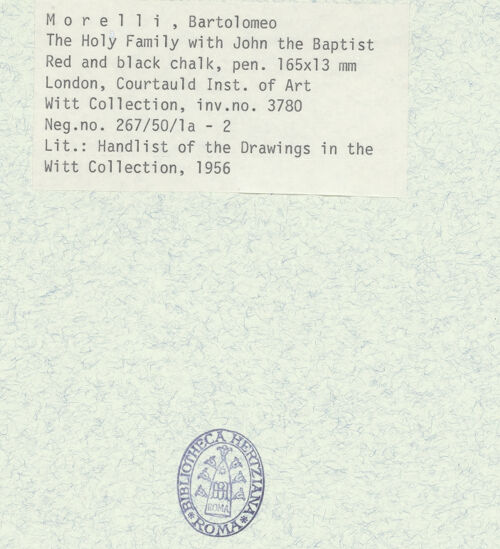 M o r e l l i , Bartolomeo
The Holy Family with John the Baptist
Red and black chalk, pen. 165x13 mm
London, Courtauld Inst. of Art
Witt Collection, inv.no. 3780
Neg.no. 267/50/1a - 2
Lit.: Handlist of the Drawings in the
Witt Collection, 1956
BIBLIOTHECA HERTZIANA
ROMA
ROMA